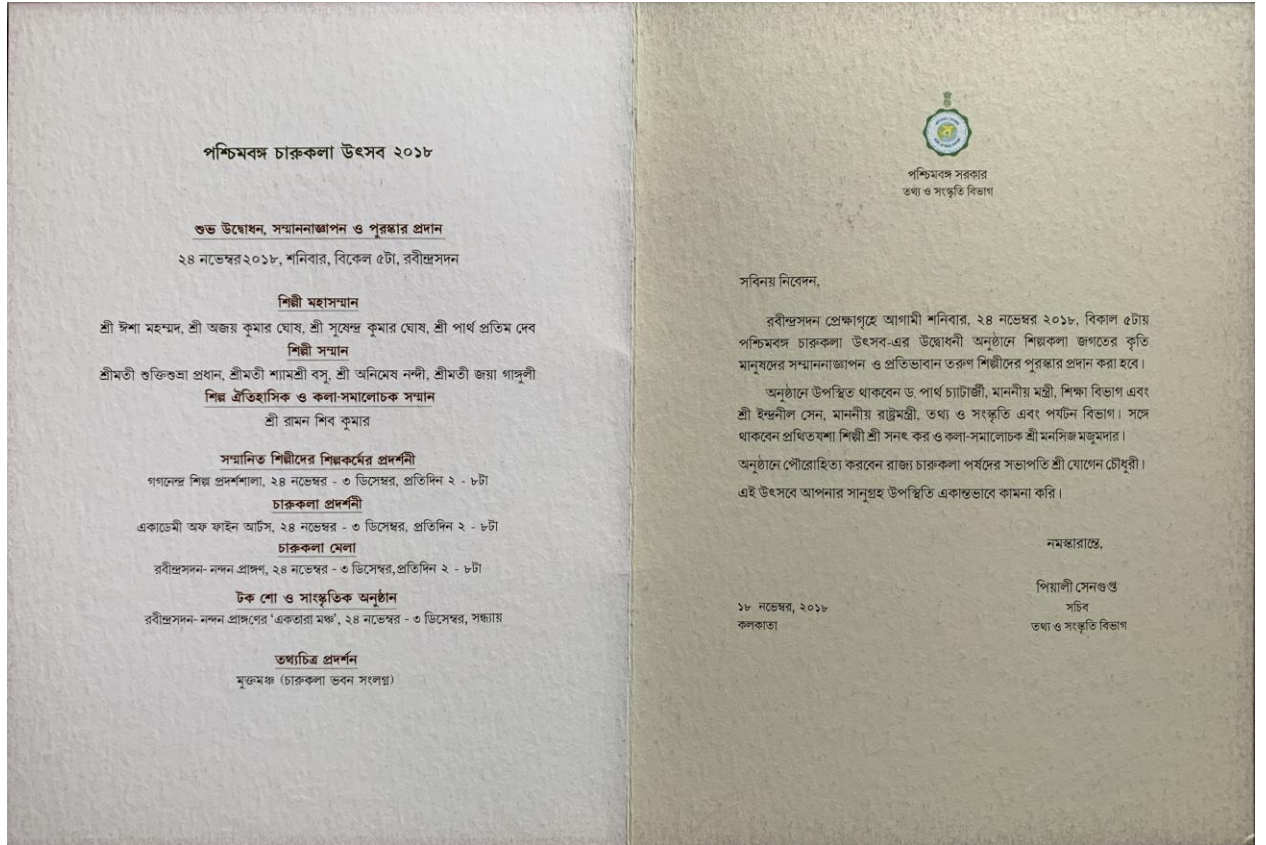 পশ্চিমবঙ্গ চারুকলা উৎসব ২০১৮
শুভ উদ্বোধন, সম্মাননাজ্ঞাপন ও পুরস্কার প্রদান
২৪ নভেম্বর২০১৮, শনিবার, বিকেল ৫টা, রবীন্দ্রসদন
শিল্পী মহাসম্মান
শ্রী ঈশা মহম্মদ, শ্রী অজয় কুমার ঘোষ, শ্রী সুষেন্দ্র কুমার ঘোষ, শ্রী পার্থ প্রতিম দেব
শিল্পী সম্মান
শ্রীমতী শুক্তিশুভ্রা প্রধান, শ্রীমতী শ্যামশ্রী বসু, শ্রী অনিমেষ নন্দী, শ্রীমতী জয়া গাঙ্গুলী
শিল্প ঐতিহাসিক ও কলা-সমালোচক সম্মান
শ্রী রামন শিব কুমার
সম্মানিত শিল্পীদের শিল্পকর্মের প্রদর্শনী
গগনেন্দ্র শিল্প প্রদর্শশালা, ২৪ নভেম্বর - ৩ ডিসেম্বর, প্রতিদিন ২ - ৮টা
চারুকলা প্রদর্শনী
একাডেমী অফ ফাইন আর্টস, ২৪ নভেম্বর - ৩ ডিসেম্বর, প্রতিদিন ২ - ৮টা
চারুকলা মেলা
রবীন্দ্রসদন- নন্দন প্রাঙ্গণ, ২৪ নভেম্বর - ৩ ডিসেম্বর, প্রতিদিন ২ - ৮টা
টক শো ও সাংস্কৃতিক অনুষ্ঠান
রবীন্দ্রসদন- নন্দন প্রাঙ্গণের ‘একতারা মঞ্চ’, ২৪ নভেম্বর - ৩ ডিসেম্বর, সন্ধ্যায়
তথ্যচিত্র প্রদর্শন
মুক্তমঞ্চ (চারুকলা ভবন সংলগ্ন)
পশ্চিমবঙ্গ সরকার
তথ্য ও সংস্কৃতি বিভাগ
সবিনয় নিবেদন,
রবীন্দ্রসদন প্রেক্ষাগৃহে আগামী শনিবার, ২৪ নভেম্বর ২০১৮, বিকাল ৫টায়
পশ্চিমবঙ্গ চারুকলা উৎসব-এর উদ্বোধনী অনুষ্ঠানে শিল্পকলা জগতের কৃতি
মানুষদের সম্মাননাজ্ঞাপন ও প্রতিভাবান তরুণ শিল্পীদের পুরস্কার প্রদান করা হবে।
অনুষ্ঠানে উপস্থিত থাকবেন ড. পার্থ চ্যাটার্জী, মাননীয় মন্ত্রী, শিক্ষা বিভাগ এবং
শ্রী ইন্দ্রনীল সেন, মাননীয় রাষ্ট্রমন্ত্রী, তথ্য ও সংস্কৃতি এবং পর্যটন বিভাগ। সঙ্গে
থাকবেন প্রথিতযশা শিল্পী শ্রী সনৎ কর ও কলা-সমালোচক শ্রী মনসিজ মজুমদার।
অনুষ্ঠানে পৌরোহিত্য করবেন রাজ্য চারুকলা পর্ষদের সভাপতি শ্রী যোগেন চৌধুরী।
এই উৎসবে আপনার সানুগ্রহ উপস্থিতি একান্তভাবে কামনা করি।
নমস্কারান্তে,
পিয়ালী সেনগুপ্ত
১৮ নভেম্বর, ২০১৮ সচিব
কলকাতা তথ্য ও সংস্কৃতি বিভাগ